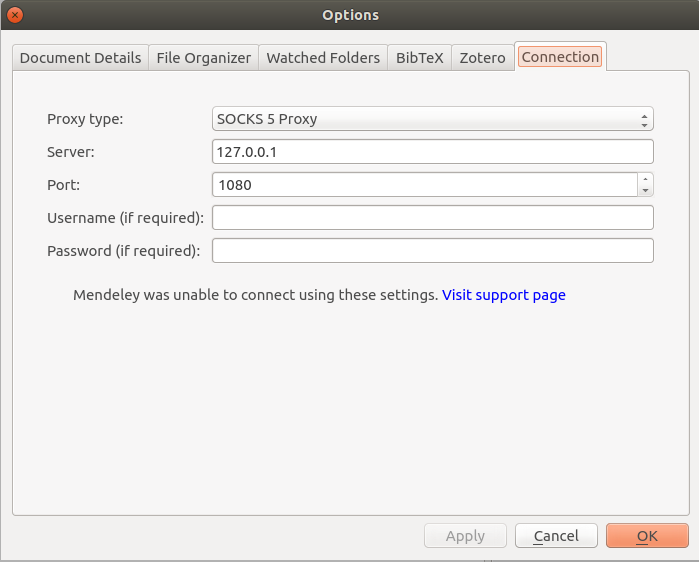 Options
Document Details File Organizer Watched Folders BibTeX Zotero Connection
Proxy type: SOCKS 5 Proxy
Server: 127.0.0.1
Port: 1080
Username (if required):
Password (if required):
Mendeley was unable to connect using these settings. Visit support page
Apply Cancel OK